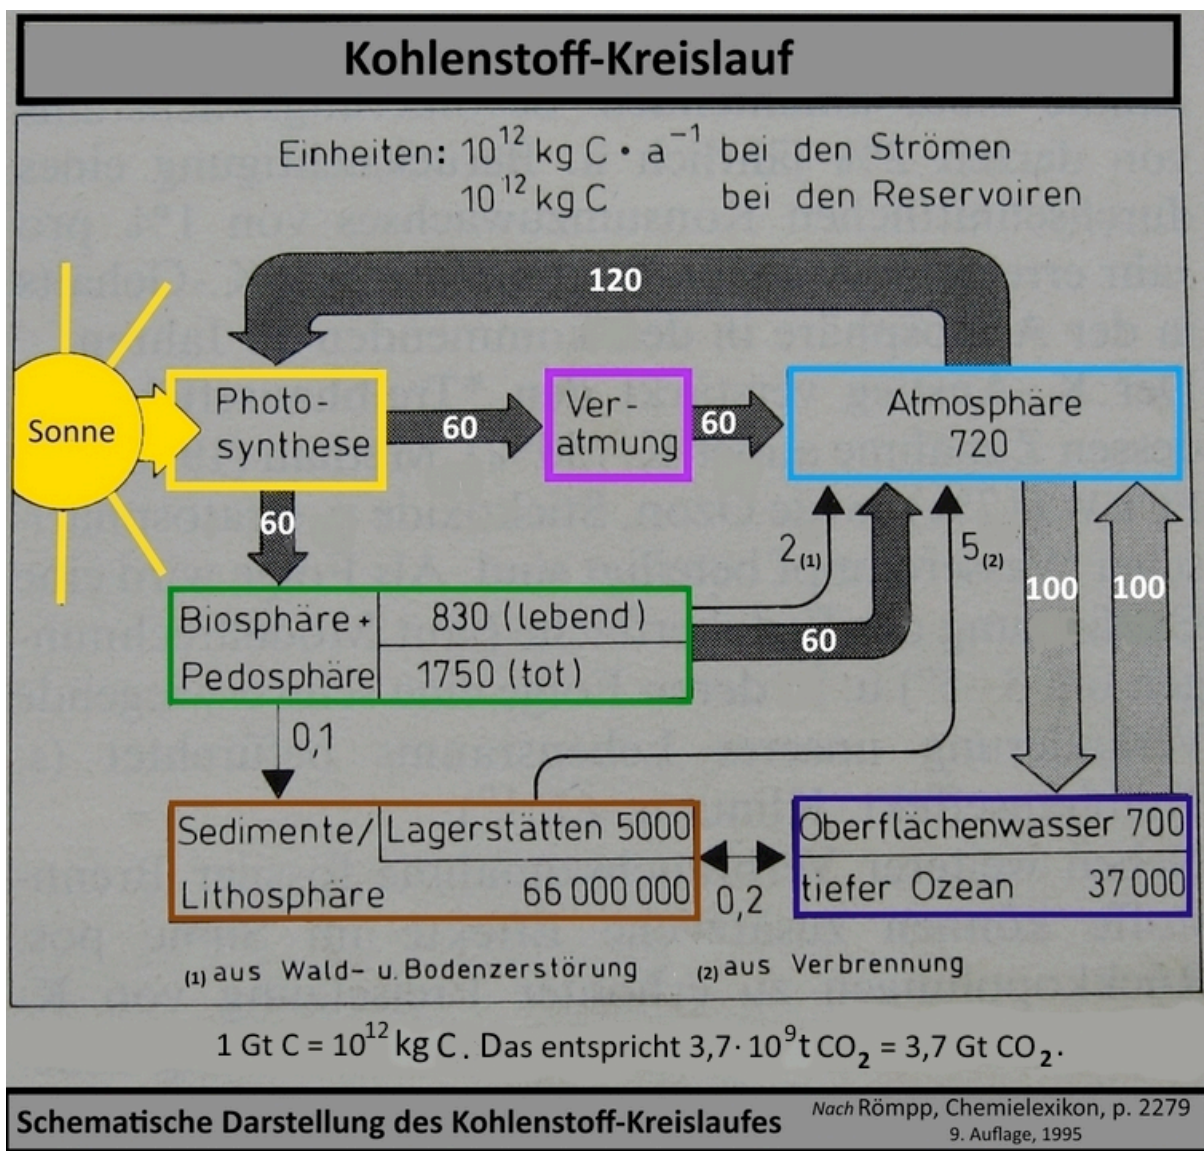 Kohlenstoff-Kreislauf
Einheiten: 10¹² kg C · a⁻¹ bei den Strömen
10¹² kg C bei den Reservoiren
120
Sonne
Photo-
synthese
60
Ver-
atmung
60
Atmosphäre
720
60
2(1)
5(2)
100
100
Biosphäre +
830 (lebend)
Pedosphäre
1750 (tot)
60
0,1
Sedimente/
Lagerstätten 5000
Lithosphäre
66 000 000
0,2
Oberflächenwasser 700
tiefer Ozean 37 000
(1) aus Wald- u. Bodenzerstörung
(2) aus Verbrennung
1 Gt C = 10¹² kg C. Das entspricht 3,7·10⁹ t CO₂ = 3,7 Gt CO₂.
Schematische Darstellung des Kohlenstoff-Kreislaufes
Nach Römpp, Chemielexikon, p. 2279
9. Auflage, 1995